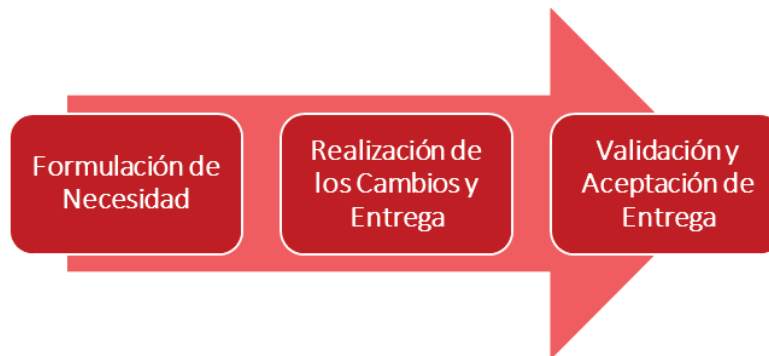 Formulación de
Necesidad
Realización de
los Cambios y
Entrega
Validación y
Aceptación de
Entrega